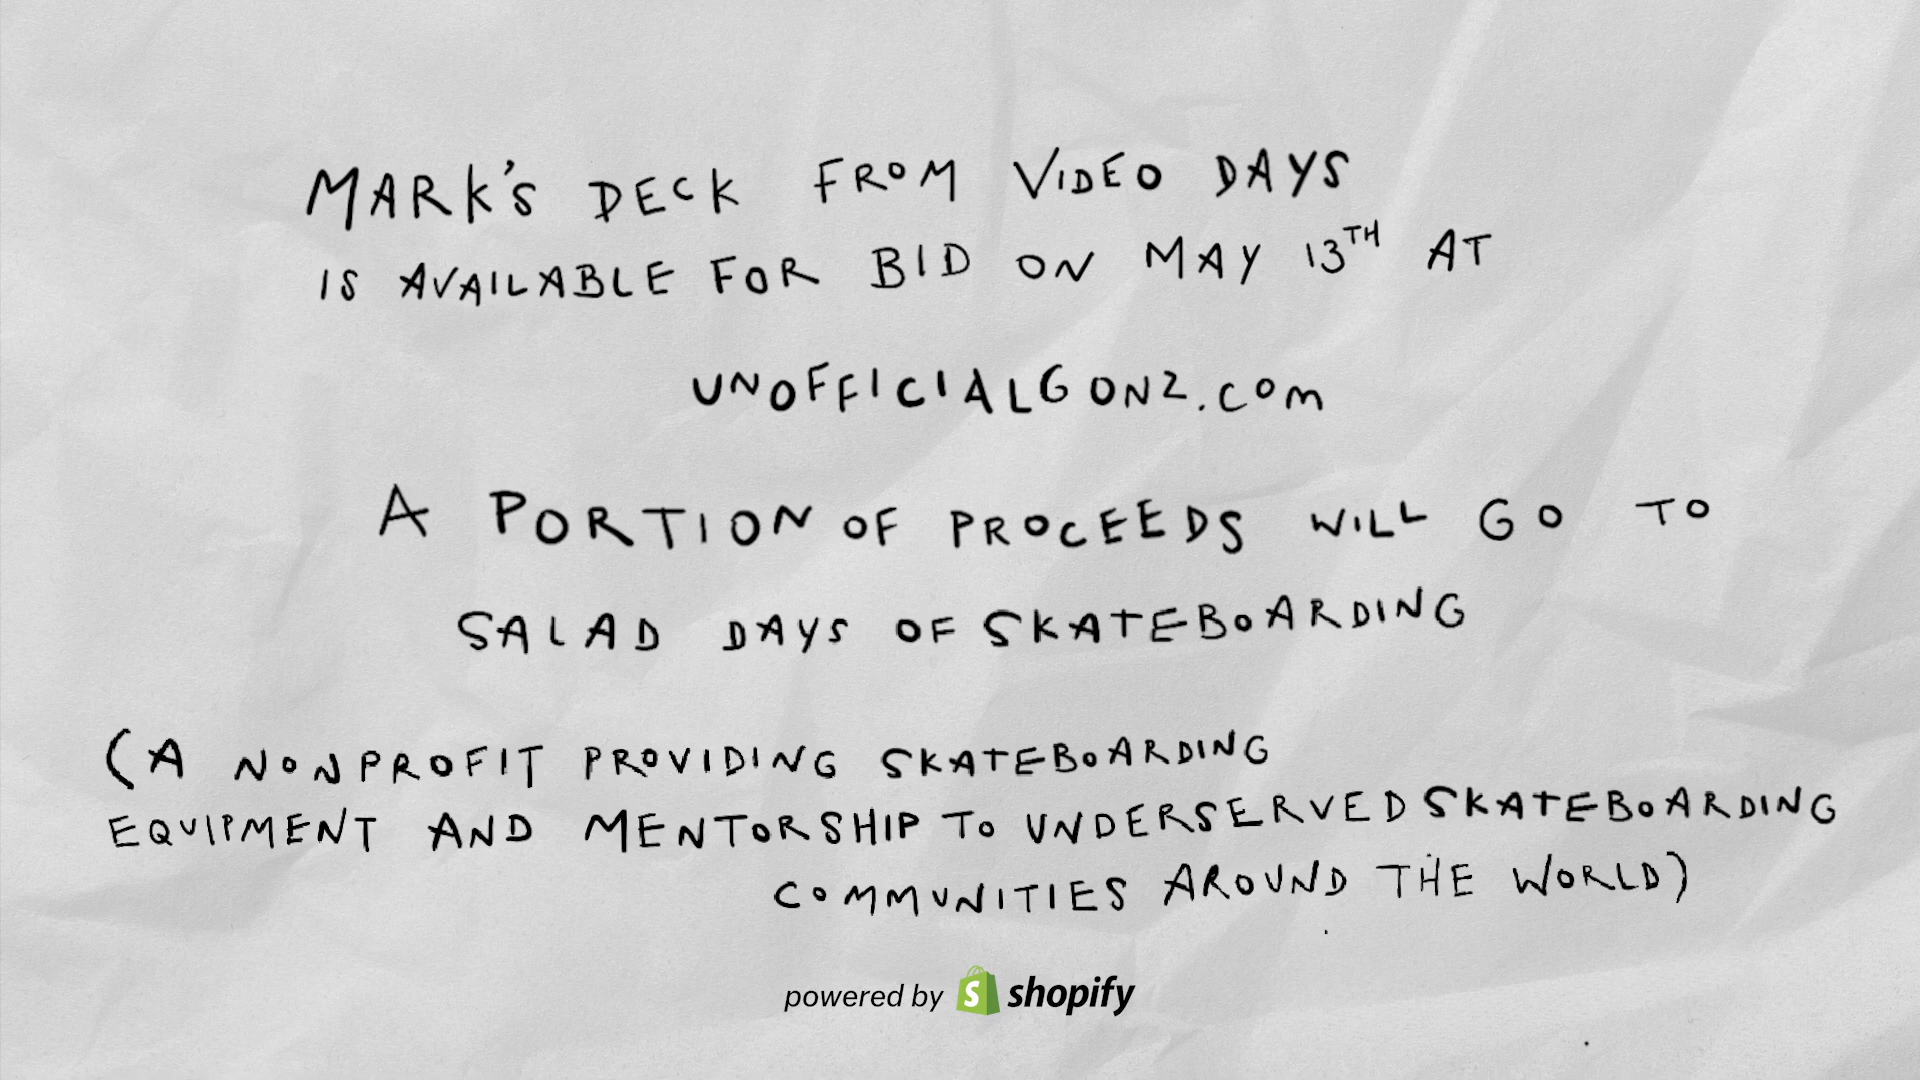 MARK'S DECK FROM VIDEO DAYS
IS AVAILABLE FOR BID ON MAY 13TH AT
UNOFFICIALGONZ.COM
A PORTION OF PROCEEDS WILL GO TO
SALAD DAYS OF SKATEBOARDING
(A NONPROFIT PROVIDING SKATEBOARDING
EQUIPMENT AND MENTORSHIP TO UNDERSERVED SKATEBOARDING
COMMUNITIES AROUND THE WORLD)
powered by shopify